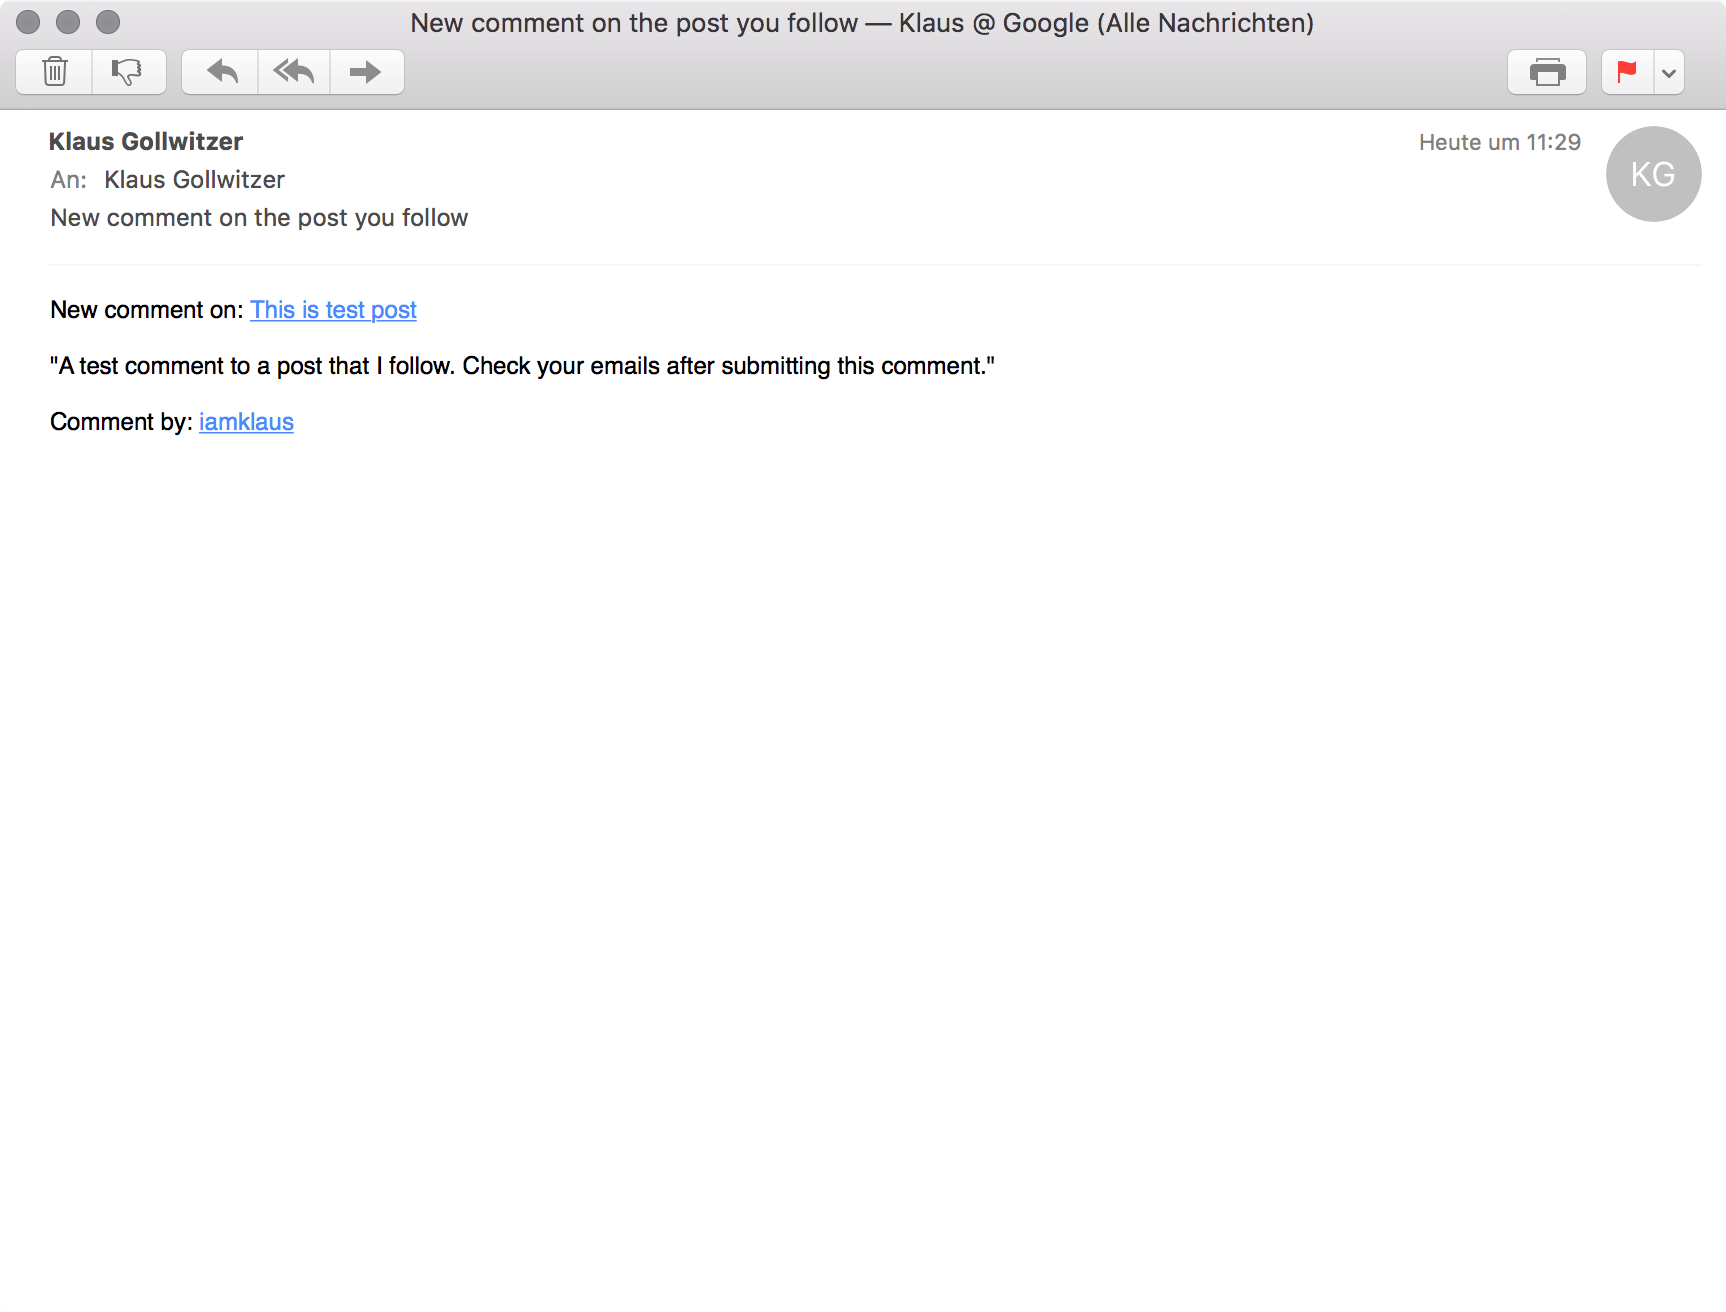 New comment on the post you follow — Klaus @ Google (Alle Nachrichten)
Klaus Gollwitzer
Heute um 11:29
KG
An: Klaus Gollwitzer
New comment on the post you follow
New comment on: This is test post
"A test comment to a post that I follow. Check your emails after submitting this comment."
Comment by: iamklaus